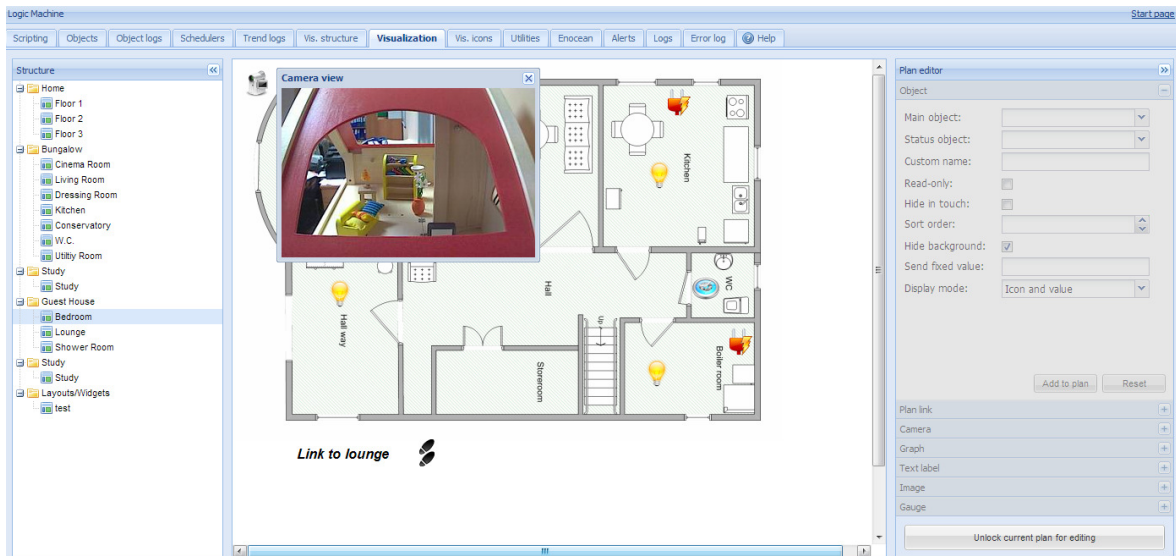 Logic Machine
Start page
Scripting Objects Object logs Schedulers Trend logs Vis. structure Visualization Vis. icons Utilities Enocean Alerts Logs Error log Help
Structure
Home
Floor 1
Floor 2
Floor 3
Bungalow
Cinema Room
Living Room
Dressing Room
Kitchen
Conservatory
W.C.
Utiltiy Room
Study
Study
Guest House
Bedroom
Lounge
Shower Room
Study
Study
Layouts/Widgets
test
Camera view
Kitchen
Hall
WC
Hall way
Up
Storeroom
Boiler room
Link to lounge
Plan editor
Object
Main object:
Status object:
Custom name:
Read-only:
Hide in touch:
Sort order:
Hide background:
Send fixed value:
Display mode: Icon and value
Add to plan Reset
Plan link
Camera
Graph
Text label
Image
Gauge
Unlock current plan for editing